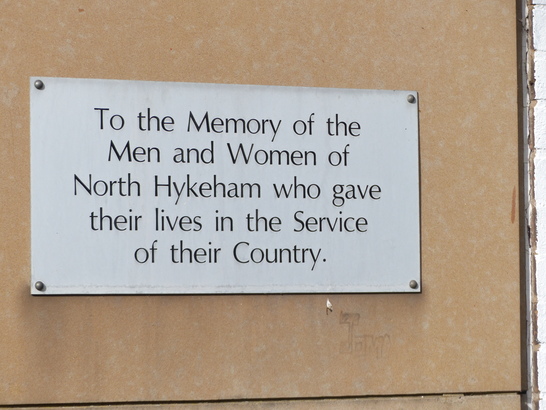 To the Memory of the
Men and Women of
North Hykeham who gave
their lives in the Service
of their Country.